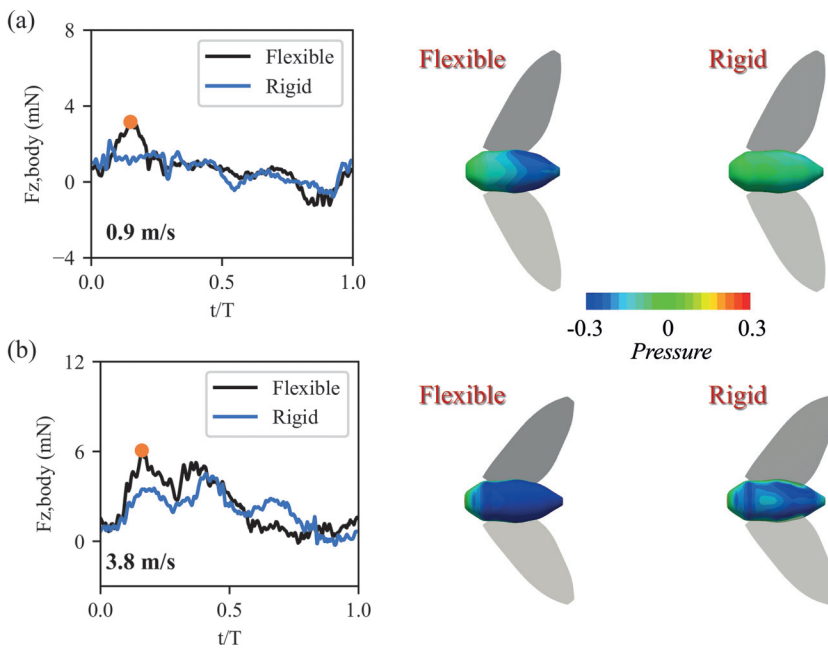 (a)
8
4
0
−4
Fz,body (mN)
Flexible
Rigid
0.9 m/s
0.0
0.5
1.0
t/T
Flexible
Rigid
-0.3
0
0.3
Pressure
(b)
12
6
0
Fz,body (mN)
Flexible
Rigid
3.8 m/s
0.0
0.5
1.0
t/T
Flexible
Rigid